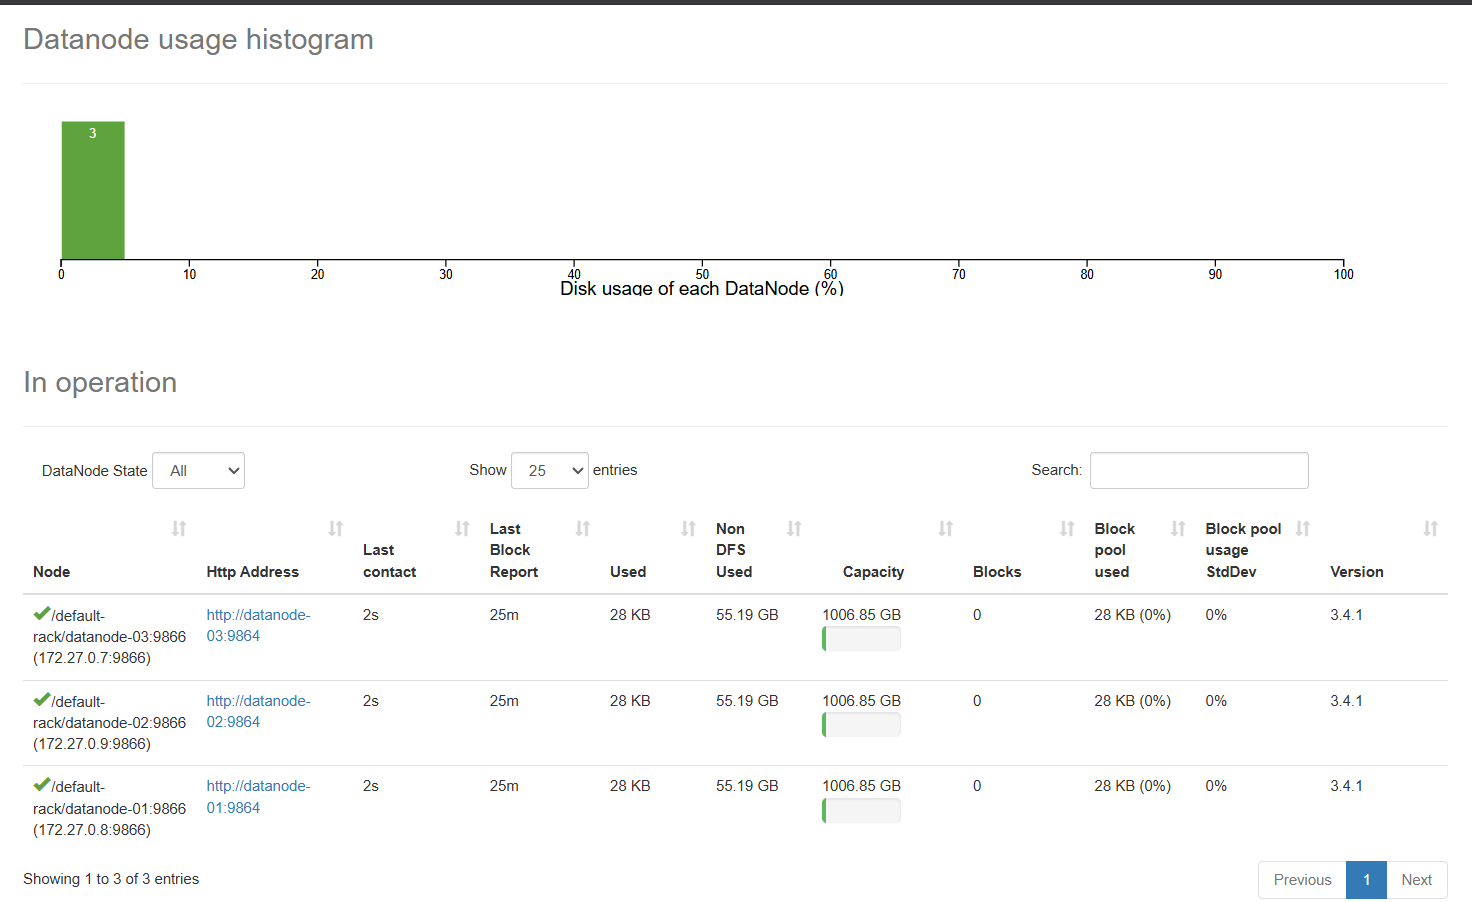 Datanode usage histogram
3
0 10 20 30 40 50 60 70 80 90 100
Disk usage of each DataNode (%)
In operation
DataNode State All Show 25 entries Search:
Node Http Address Last contact Last Block Report Used Non DFS Used Capacity Blocks Block pool used Block pool usage StdDev Version
/default- http://datanode- 2s 25m 28 KB 55.19 GB 1006.85 GB 0 28 KB (0%) 0% 3.4.1
rack/datanode-03:9866 03:9864
(172.27.0.7:9866)
/default- http://datanode- 2s 25m 28 KB 55.19 GB 1006.85 GB 0 28 KB (0%) 0% 3.4.1
rack/datanode-02:9866 02:9864
(172.27.0.9:9866)
/default- http://datanode- 2s 25m 28 KB 55.19 GB 1006.85 GB 0 28 KB (0%) 0% 3.4.1
rack/datanode-01:9866 01:9864
(172.27.0.8:9866)
Showing 1 to 3 of 3 entries Previous 1 Next